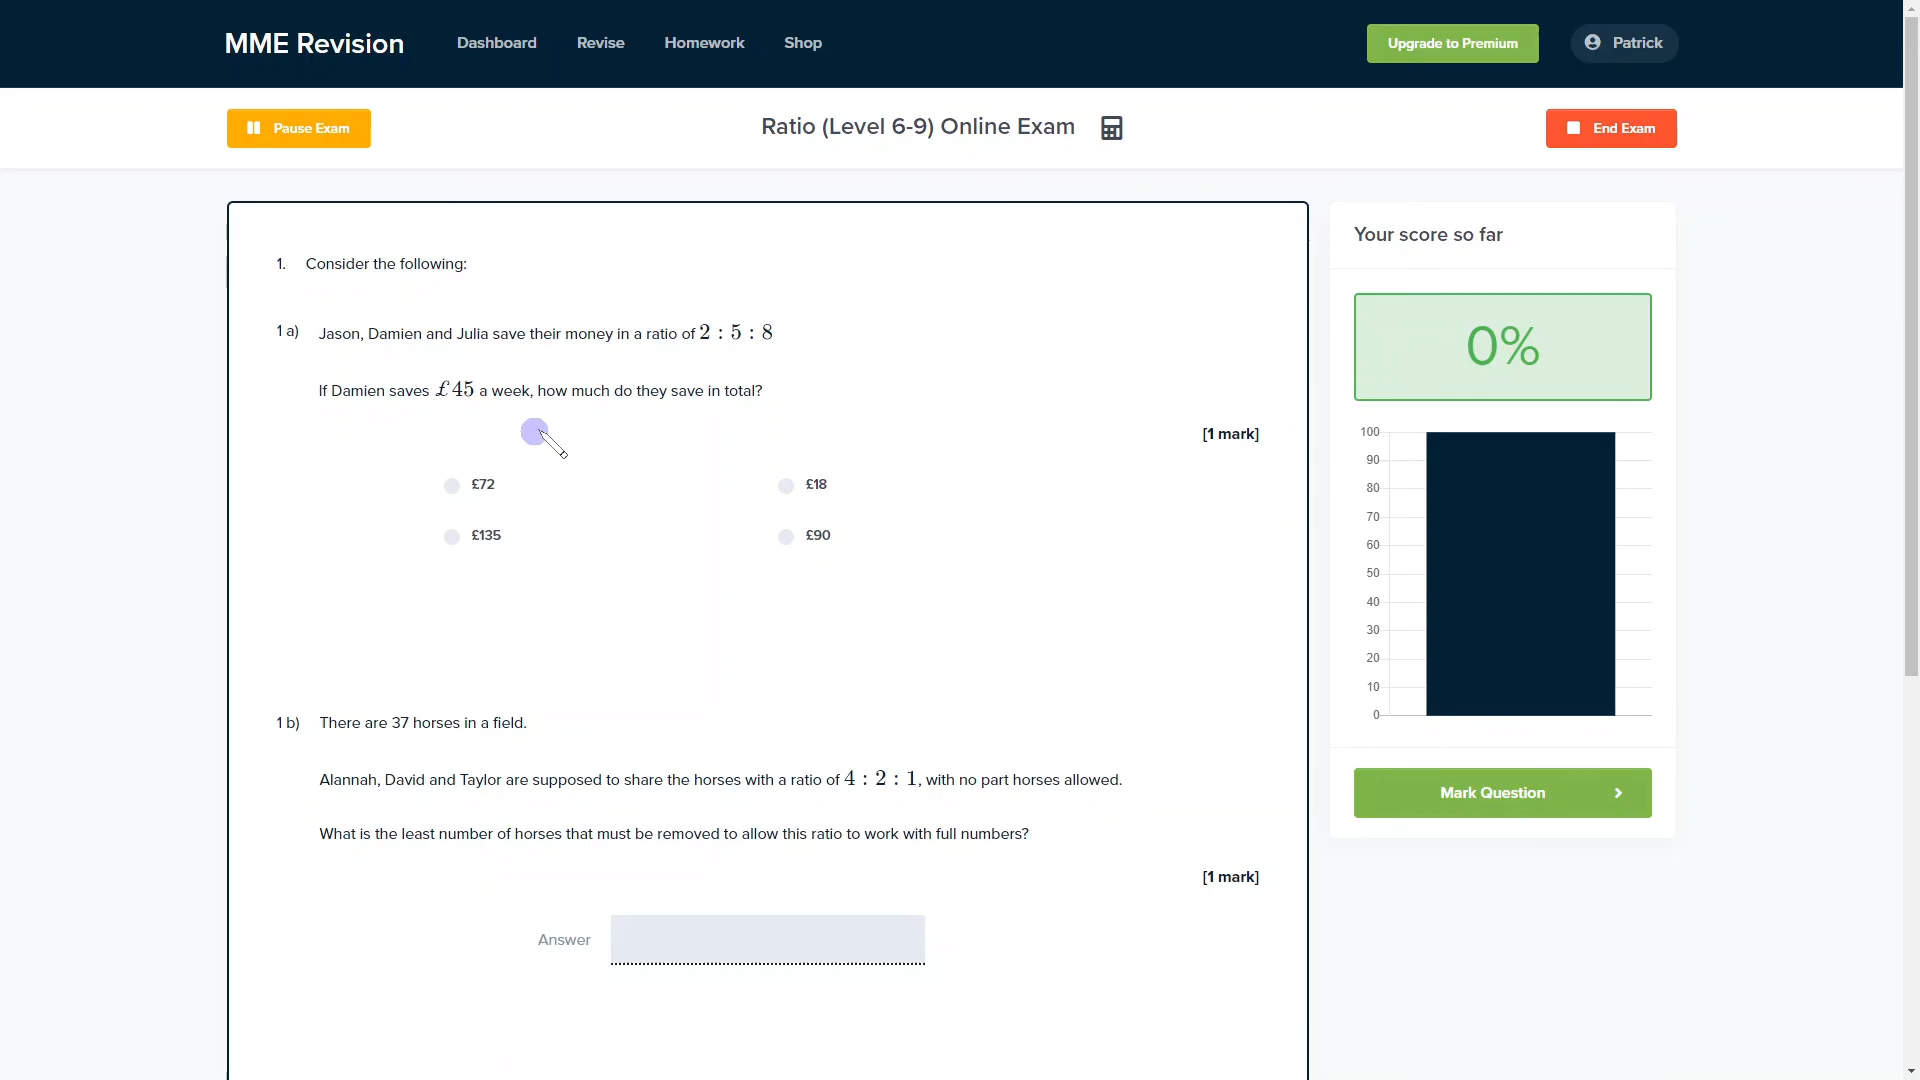 MME Revision Dashboard Revise Homework Shop Upgrade to Premium Patrick
Pause Exam Ratio (Level 6-9) Online Exam End Exam
1. Consider the following:
1 a) Jason, Damien and Julia save their money in a ratio of 2 : 5 : 8
If Damien saves £45 a week, how much do they save in total?
[1 mark]
£72 £18
£135 £90
1 b) There are 37 horses in a field.
Alannah, David and Taylor are supposed to share the horses with a ratio of 4 : 2 : 1, with no part horses allowed.
What is the least number of horses that must be removed to allow this ratio to work with full numbers?
[1 mark]
Answer
Your score so far
0%
100
90
80
70
60
50
40
30
20
10
0
Mark Question